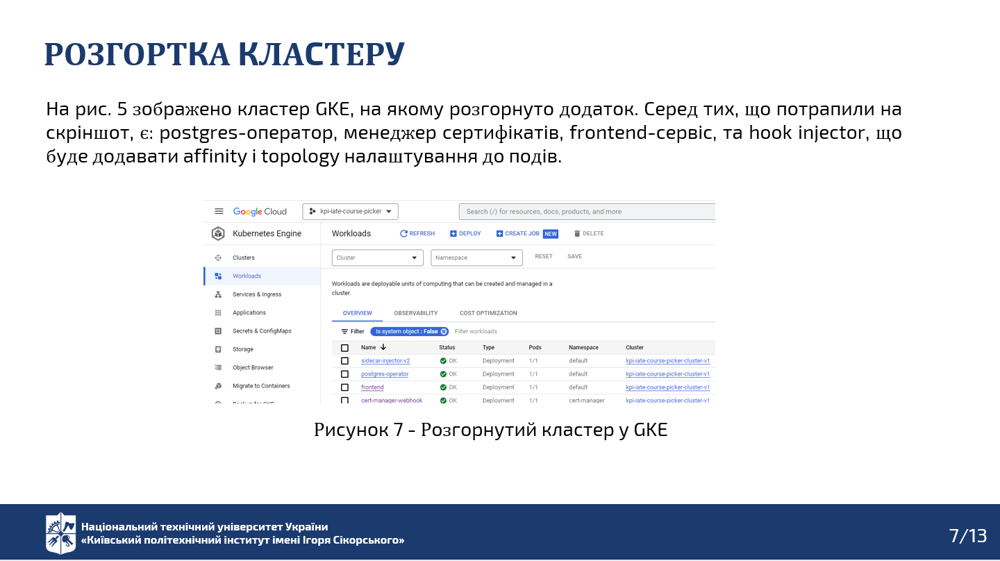 РОЗГОРТКА КЛАСТЕРУ
На рис. 5 зображено кластер GKE, на якому розгорнуто додаток. Серед тих, що потрапили на
скріншот, є: postgres-оператор, менеджер сертифікатів, frontend-сервіс, та hook injector, що
буде додавати affinity і topology налаштування до подів.
Google Cloud kpi-iate-course-picker Search (/) for resources, docs, products, and more
Kubernetes Engine Workloads REFRESH DEPLOY CREATE JOB NEW DELETE
Clusters Cluster Namespace RESET SAVE
Workloads
Workloads are deployable units of computing that can be created and managed in a
cluster.
Services & Ingress
Applications OVERVIEW OBSERVABILITY COST OPTIMIZATION
Secrets & ConfigMaps Filter Is system object : False Filter workloads
Storage Name Status Type Pods Namespace Cluster
sidecar-injector-v2 OK Deployment 1/1 default kpi-iate-course-picker-cluster-v1
Object Browser postgres-operator OK Deployment 1/1 default kpi-iate-course-picker-cluster-v1
Migrate to Containers frontend OK Deployment 1/1 default kpi-iate-course-picker-cluster-v1
Backup for GKE cert-manager-webhook OK Deployment 1/1 cert-manager kpi-iate-course-picker-cluster-v1
Рисунок 7 - Розгорнутий кластер у GKE
Національний технічний університет України
«Київський політехнічний інститут імені Ігоря Сікорського»
7/13